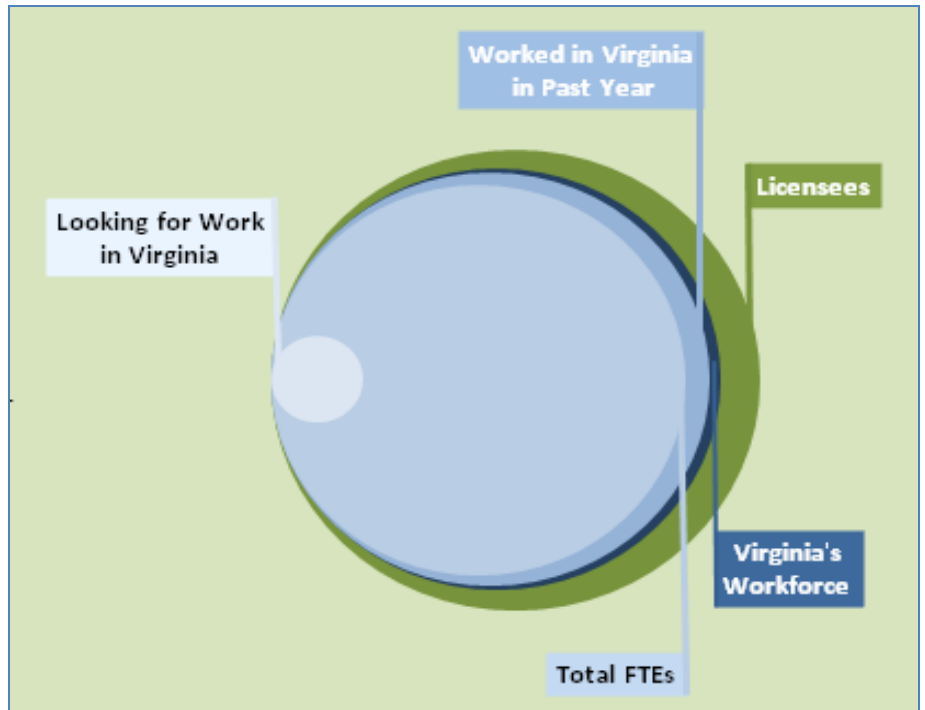 Worked in Virginia
in Past Year
Licensees
Looking for Work
in Virginia
Virginia's
Workforce
Total FTEs